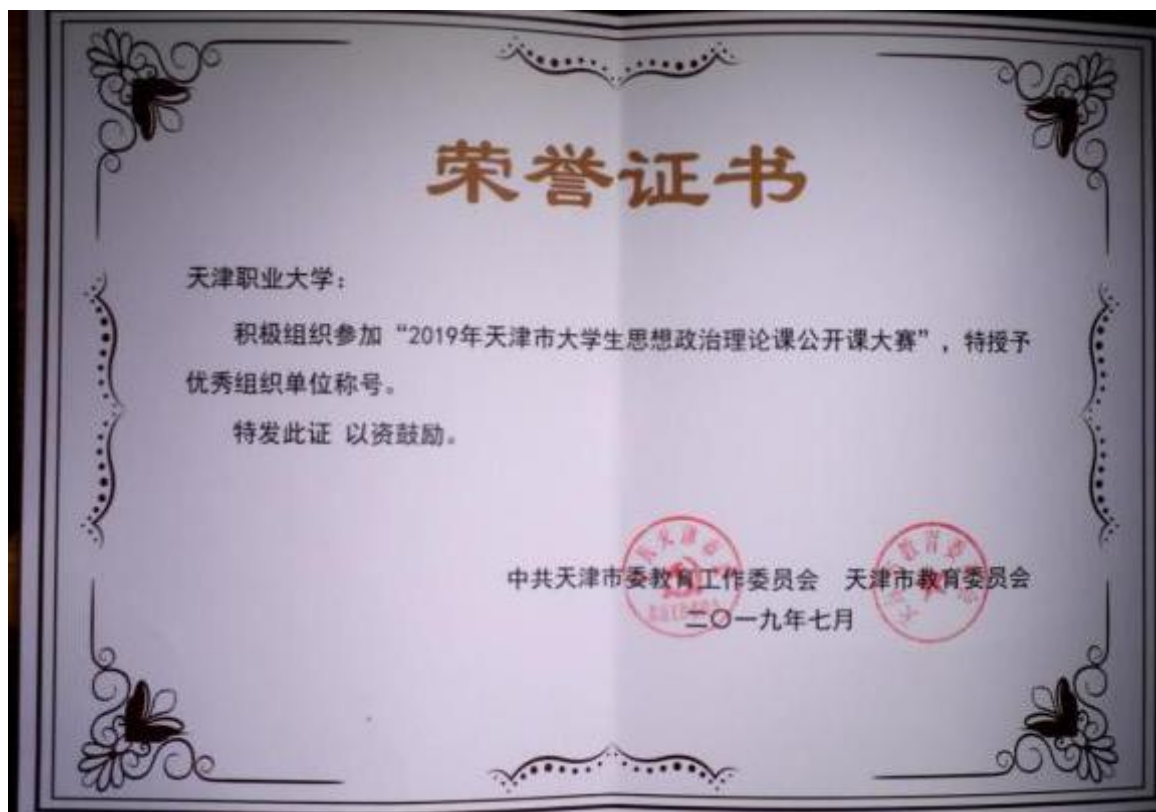 荣誉证书
天津职业大学：
积极组织参加“2019年天津市大学生思想政治理论课公开课大赛”，特授予
优秀组织单位称号。
特发此证 以资鼓励。
中共天津市委教育工作委员会 天津市教育委员会
二〇一九年七月